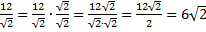 12/√2 = 12/√2 · √2/√2 = 12√2/√2·√2 = 12√2/2 = 6√2